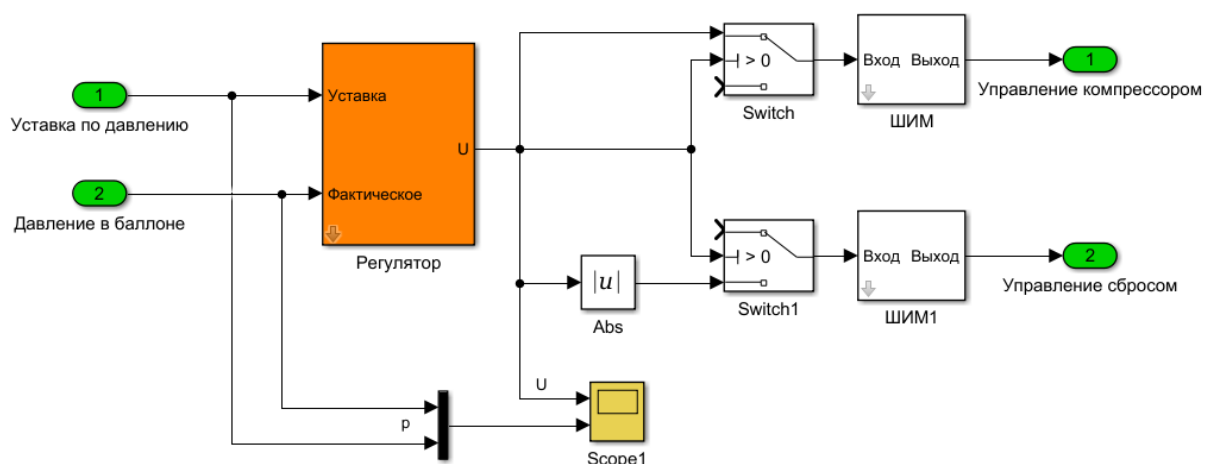 1
Уставка по давлению
2
Давление в баллоне
Уставка
Фактическое
U
Регулятор
> 0
Switch
Вход Выход
ШИМ
1
Управление компрессором
|u|
Abs
> 0
Switch1
Вход Выход
ШИМ1
2
Управление сбросом
U
p
Scope1